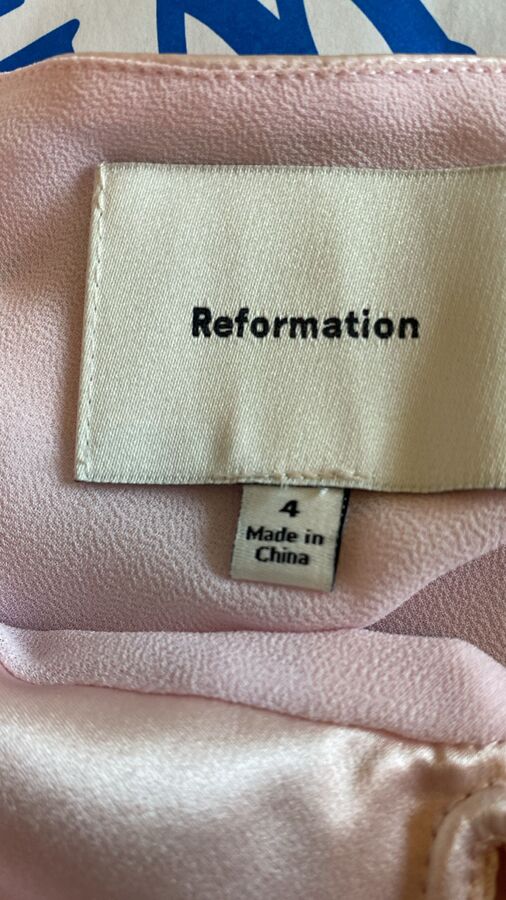 Reformation
4
Made in
China